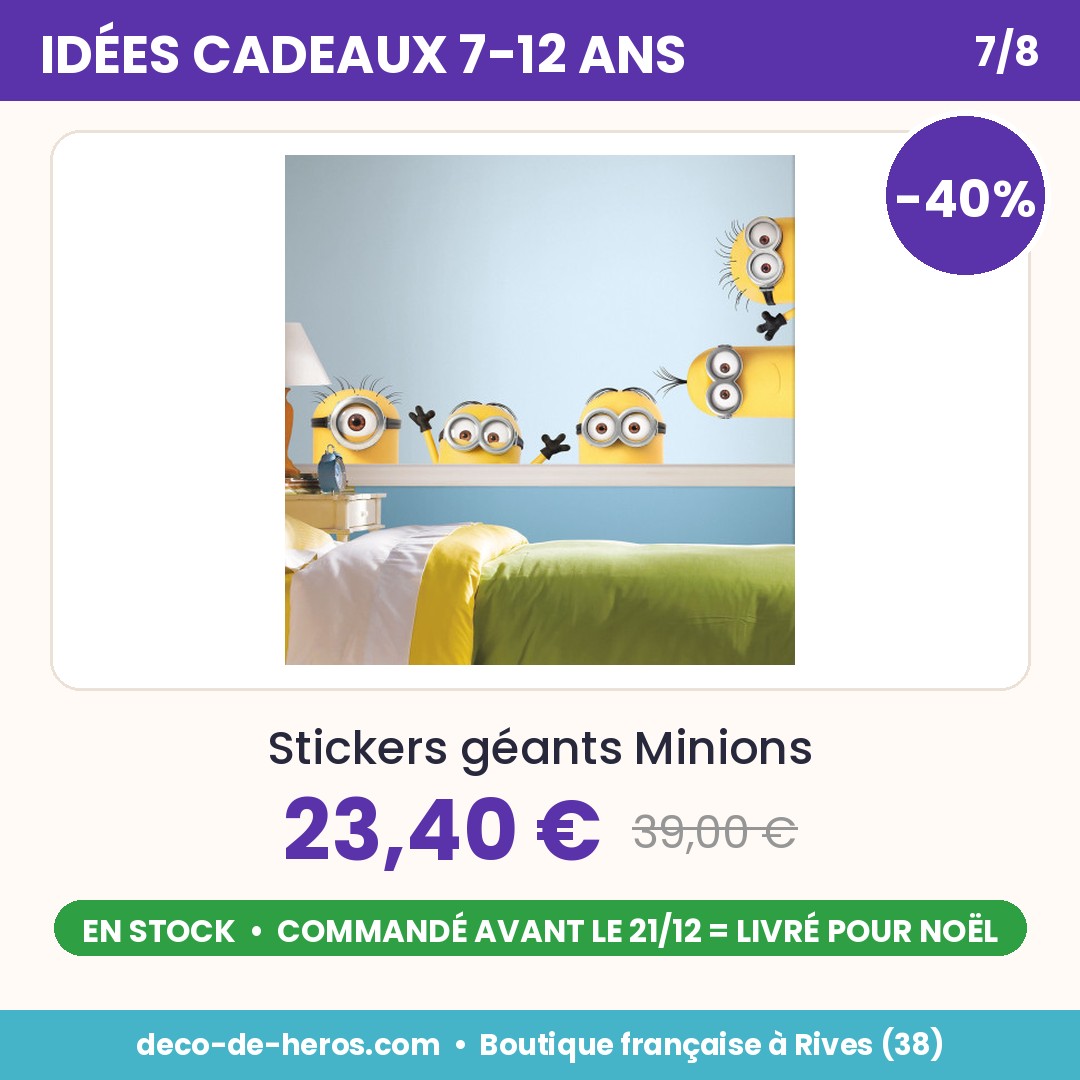 IDÉES CADEAUX 7-12 ANS
7/8
-40%
Stickers géants Minions
23,40 € 39,00 €
EN STOCK • COMMANDÉ AVANT LE 21/12 = LIVRÉ POUR NOËL
deco-de-heros.com • Boutique française à Rives (38)